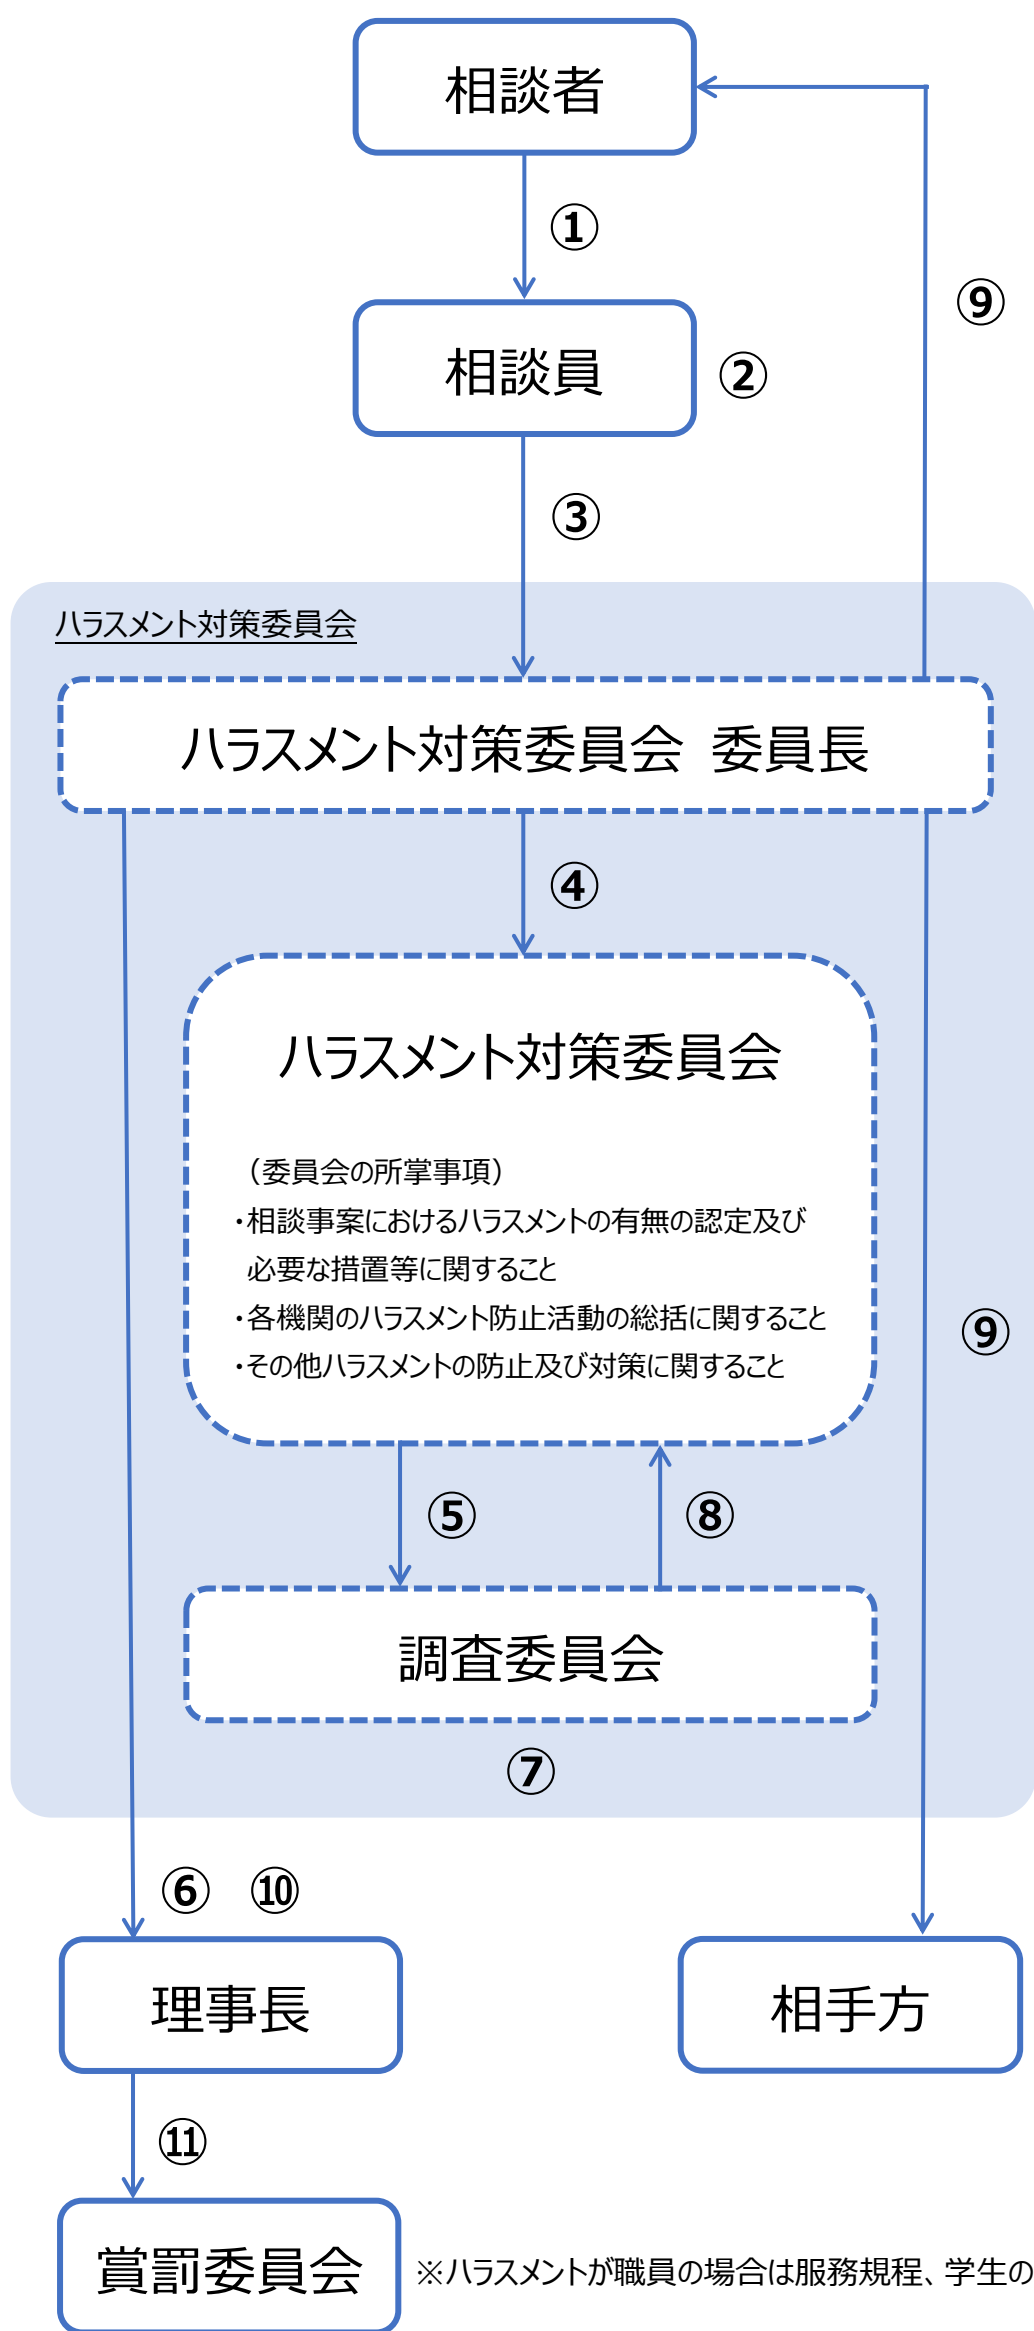 相談者
①
⑨
相談員
②
③
ハラスメント対策委員会
ハラスメント対策委員会 委員長
④
ハラスメント対策委員会
（委員会の所掌事項）
・相談事案におけるハラスメントの有無の認定及び
必要な措置等に関すること
・各機関のハラスメント防止活動の総括に関すること
・その他ハラスメントの防止及び対策に関すること
⑨
⑤
⑧
調査委員会
⑦
⑥ ⑩
理事長
相手方
⑪
賞罰委員会
※ハラスメントが職員の場合は服務規程、学生の